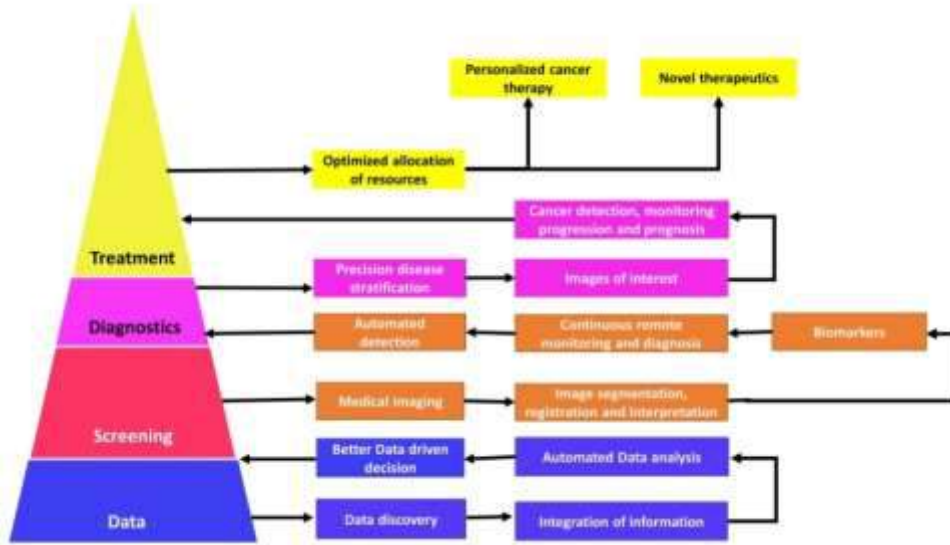 Personalized cancer
therapy
Novel therapeutics
Optimized allocation
of resources
Cancer detection, monitoring
progression and prognosis
Treatment
Precision disease
stratification
Images of interest
Diagnostics
Automated
detection
Continuous remote
monitoring and diagnosis
Biomarkers
Medical imaging
Image segmentation,
registration and interpretation
Screening
Better Data driven
decision
Automated Data analysis
Data
Data discovery
Integration of information